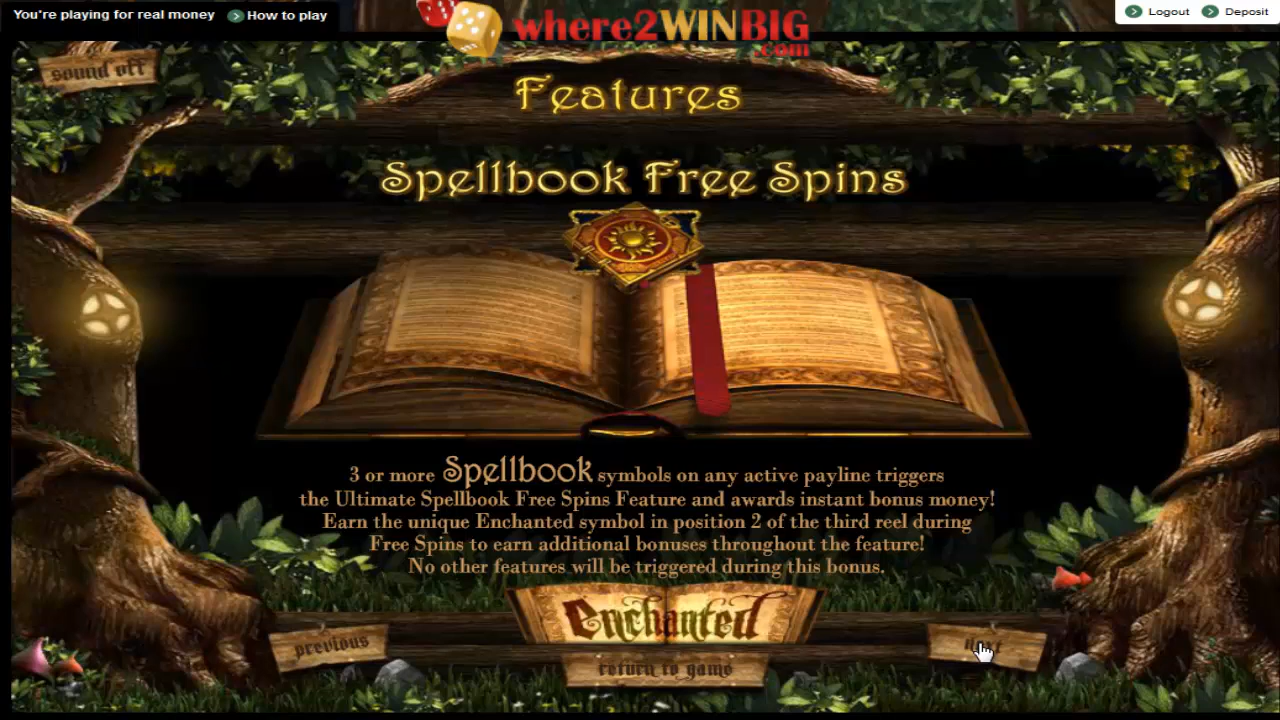 You're playing for real money
How to play
where2WINBIG
.com
Logout
Deposit
sound off
Features
Spellbook Free Spins
3 or more Spellbook symbols on any active payline triggers
the Ultimate Spellbook Free Spins Feature and awards instant bonus money!
Earn the unique Enchanted symbol in position 2 of the third reel during
Free Spins to earn additional bonuses throughout the feature!
No other features will be triggered during this bonus.
Enchanted
previous
return to game